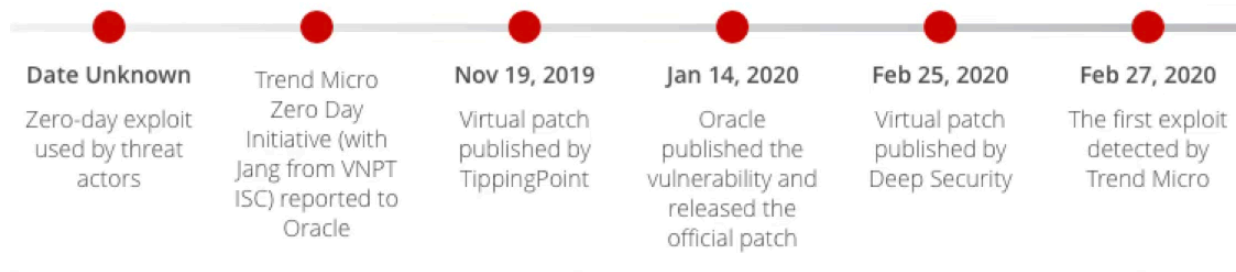 Date Unknown
Zero-day exploit
used by threat
actors
Trend Micro
Zero Day
Initiative (with
Jang from VNPT
ISC) reported to
Oracle
Nov 19, 2019
Virtual patch
published by
TippingPoint
Jan 14, 2020
Oracle
published the
vulnerability and
released the
official patch
Feb 25, 2020
Virtual patch
published by
Deep Security
Feb 27, 2020
The first exploit
detected by
Trend Micro